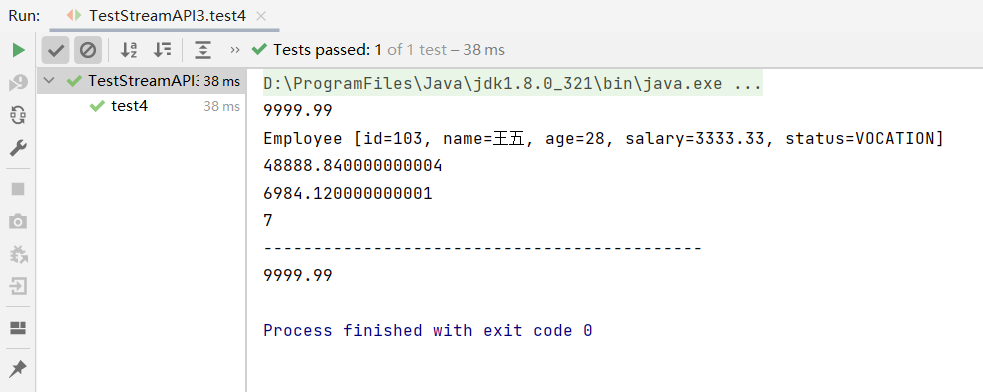 Run: TestStreamAPI3.test4 ×
» Tests passed: 1 of 1 test – 38 ms
TestStreamAPI3 38 ms
test4 38 ms
D:\ProgramFiles\Java\jdk1.8.0_321\bin\java.exe ...
9999.99
Employee [id=103, name=王五, age=28, salary=3333.33, status=VOCATION]
48888.840000000004
6984.120000000001
7
--------------------------------------------
9999.99
Process finished with exit code 0